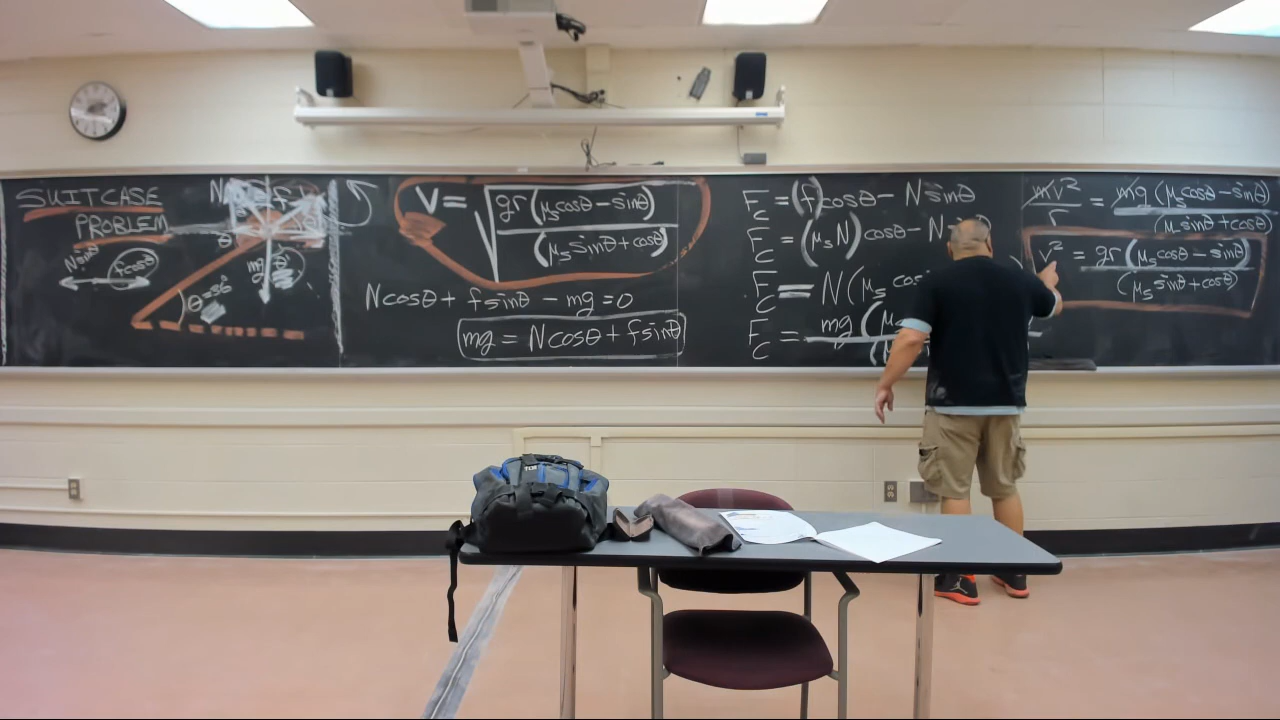 SUITCASE
PROBLEM
N f
θ
Nsinθ fcosθ
mg
θ=36
V= √ gr(μscosθ-sinθ) / (μssinθ+cosθ)
Ncosθ + fsinθ - mg=0
mg = Ncosθ + fsinθ
Fc = (f)cosθ - Nsinθ
Fc = (μsN)cosθ - N
Fc = N(μs cos )
Fc = mg (μ
mv²/r = mg(μscosθ-sinθ) / (μsinθ+cosθ)
v² = gr(μscosθ-sinθ) / (μssinθ+cosθ)